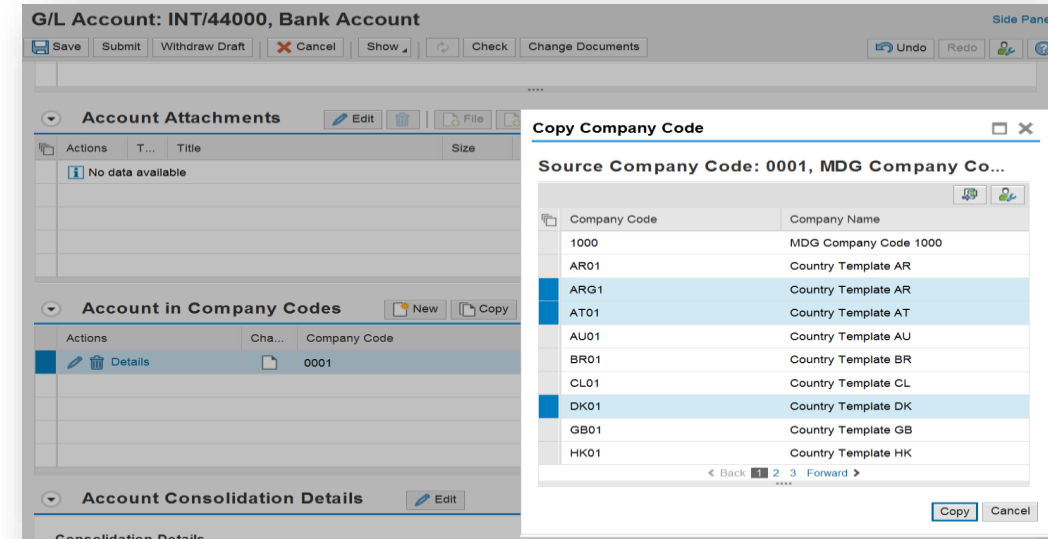 G/L Account: INT/44000, Bank Account
Side Pane
Save Submit Withdraw Draft Cancel Show Check Change Documents Undo Redo
Account Attachments Edit File
Actions T... Title Size
No data available
Account in Company Codes New Copy
Actions Cha... Company Code
Details 0001
Account Consolidation Details Edit
Consolidation Details
Copy Company Code
Source Company Code: 0001, MDG Company Co...
Company Code Company Name
1000 MDG Company Code 1000
AR01 Country Template AR
ARG1 Country Template AR
AT01 Country Template AT
AU01 Country Template AU
BR01 Country Template BR
CL01 Country Template CL
DK01 Country Template DK
GB01 Country Template GB
HK01 Country Template HK
Back 1 2 3 Forward
Copy Cancel